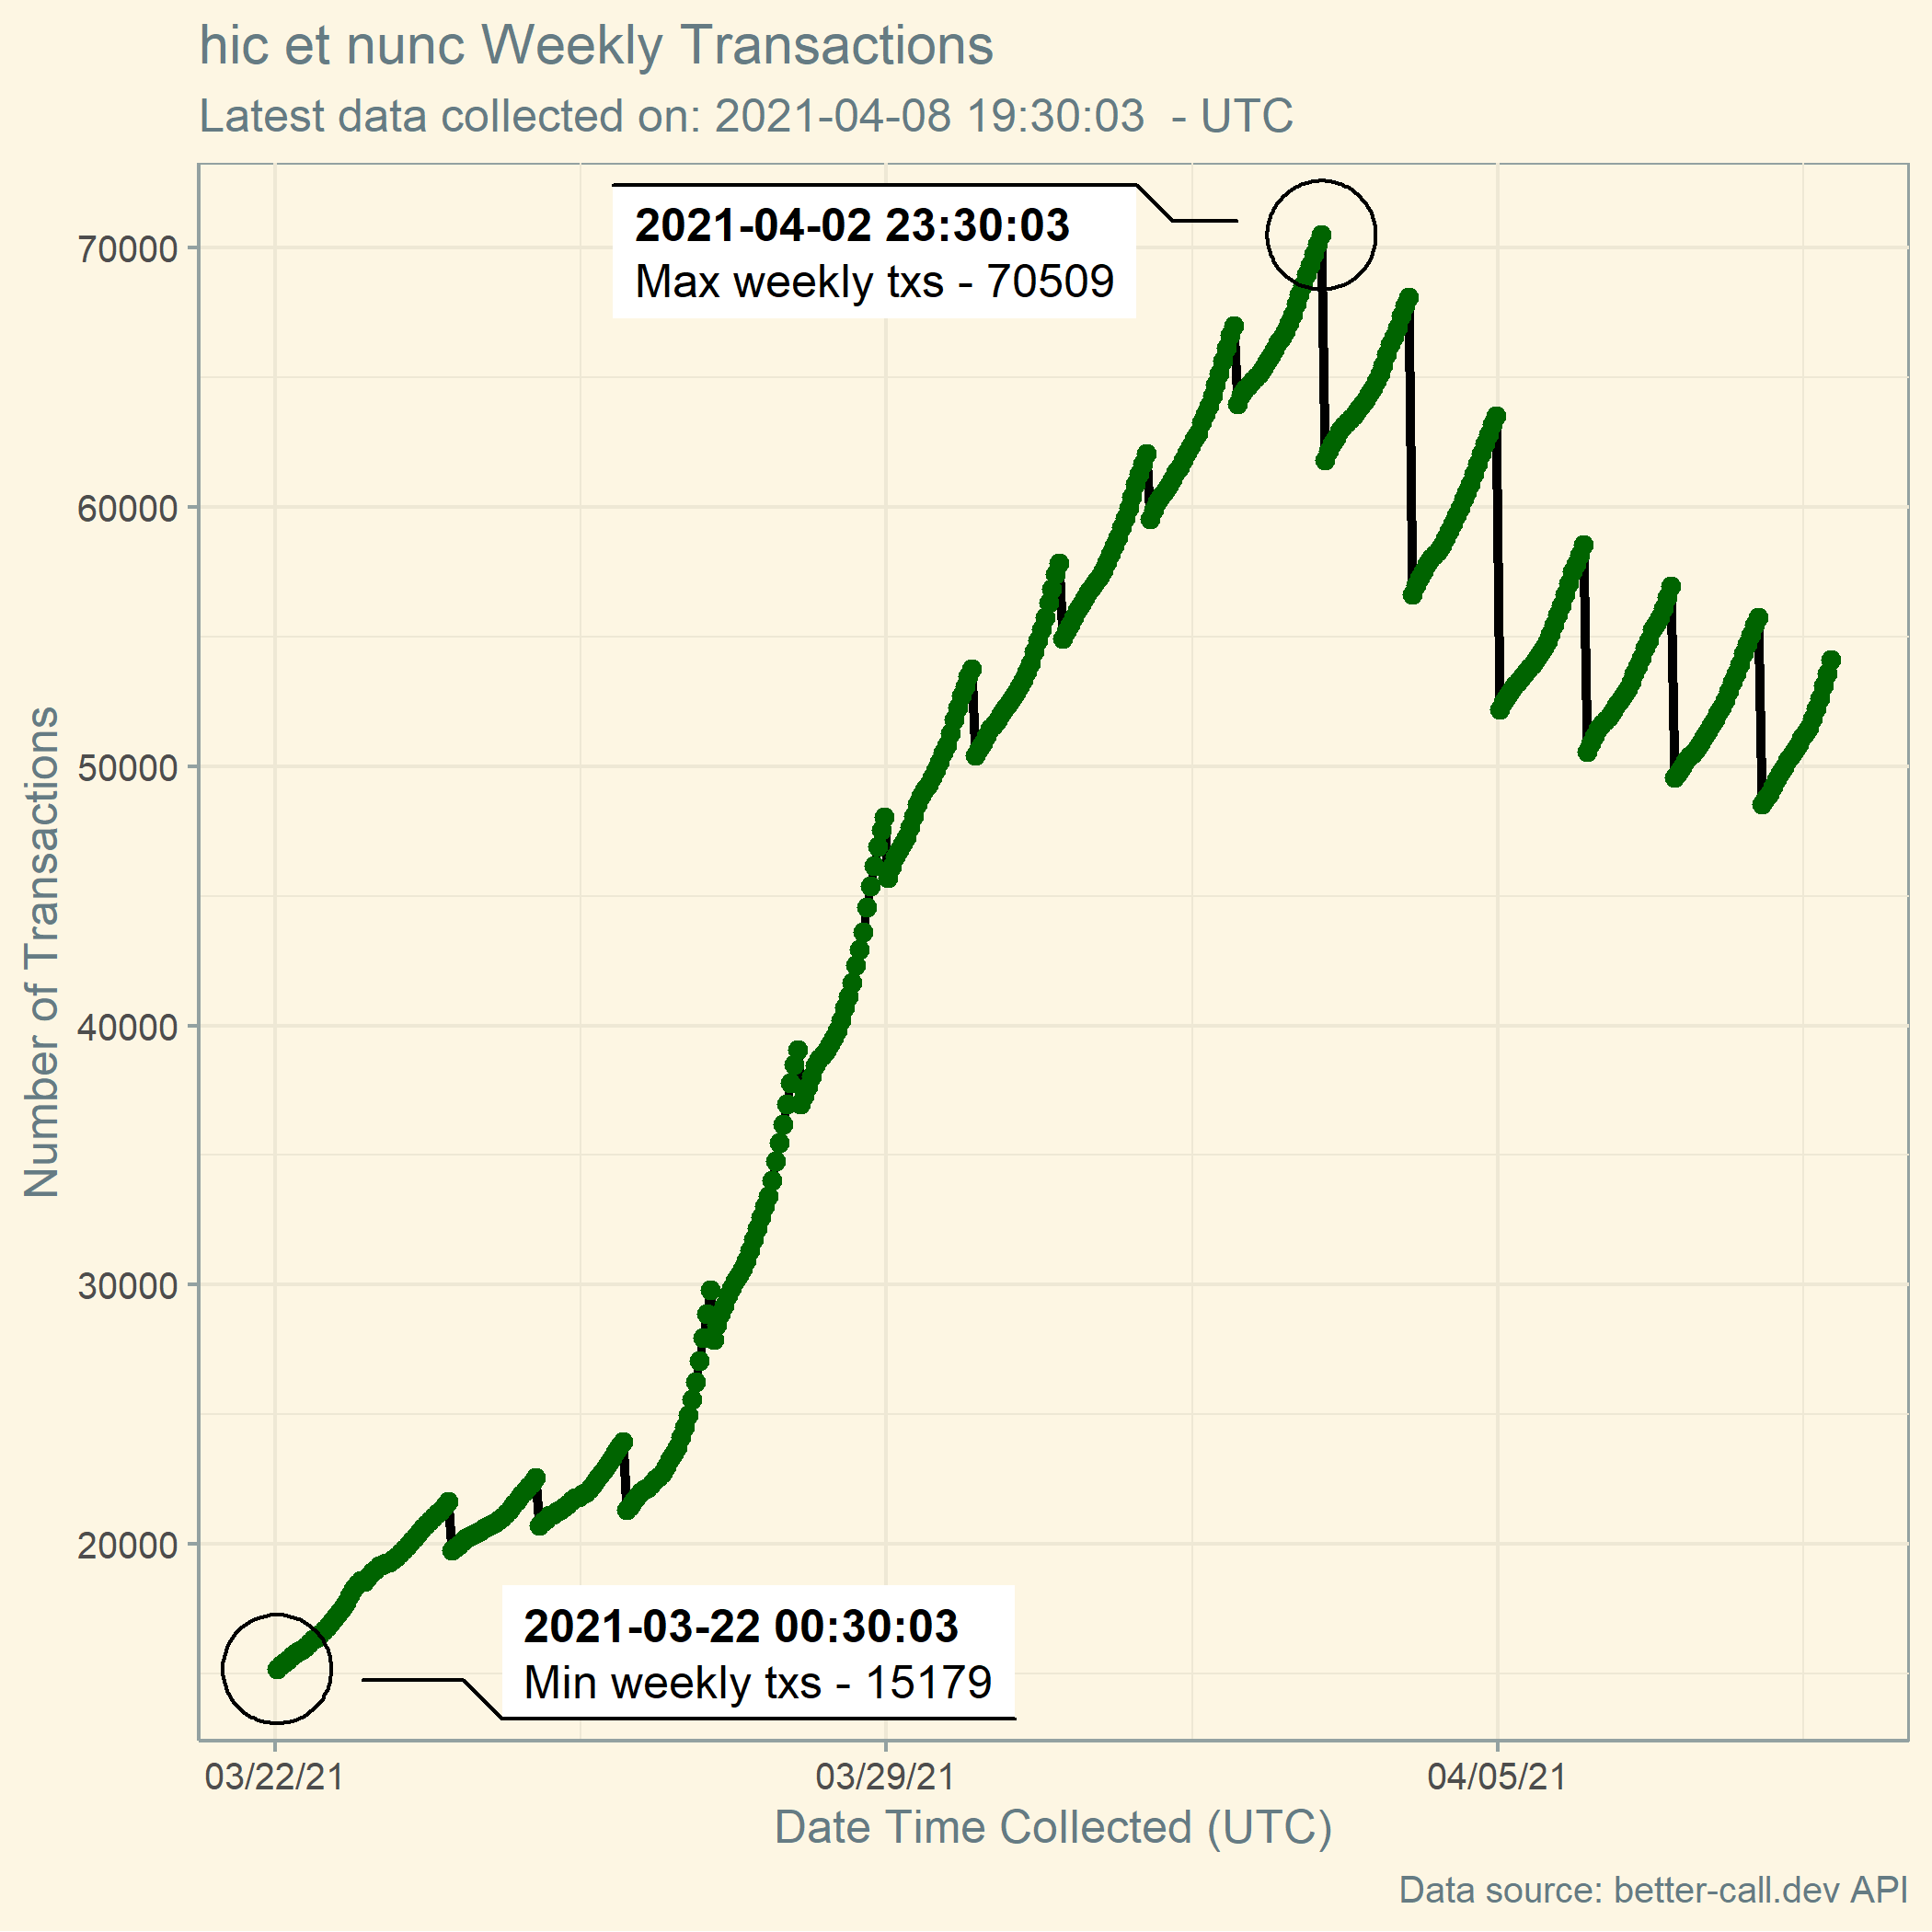 hic et nunc Weekly Transactions
Latest data collected on: 2021-04-08 19:30:03  - UTC
2021-04-02 23:30:03
Max weekly txs - 70509
70000
60000
50000
40000
30000
20000
Number of Transactions
2021-03-22 00:30:03
Min weekly txs - 15179
03/22/21
03/29/21
04/05/21
Date Time Collected (UTC)
Data source: better-call.dev API